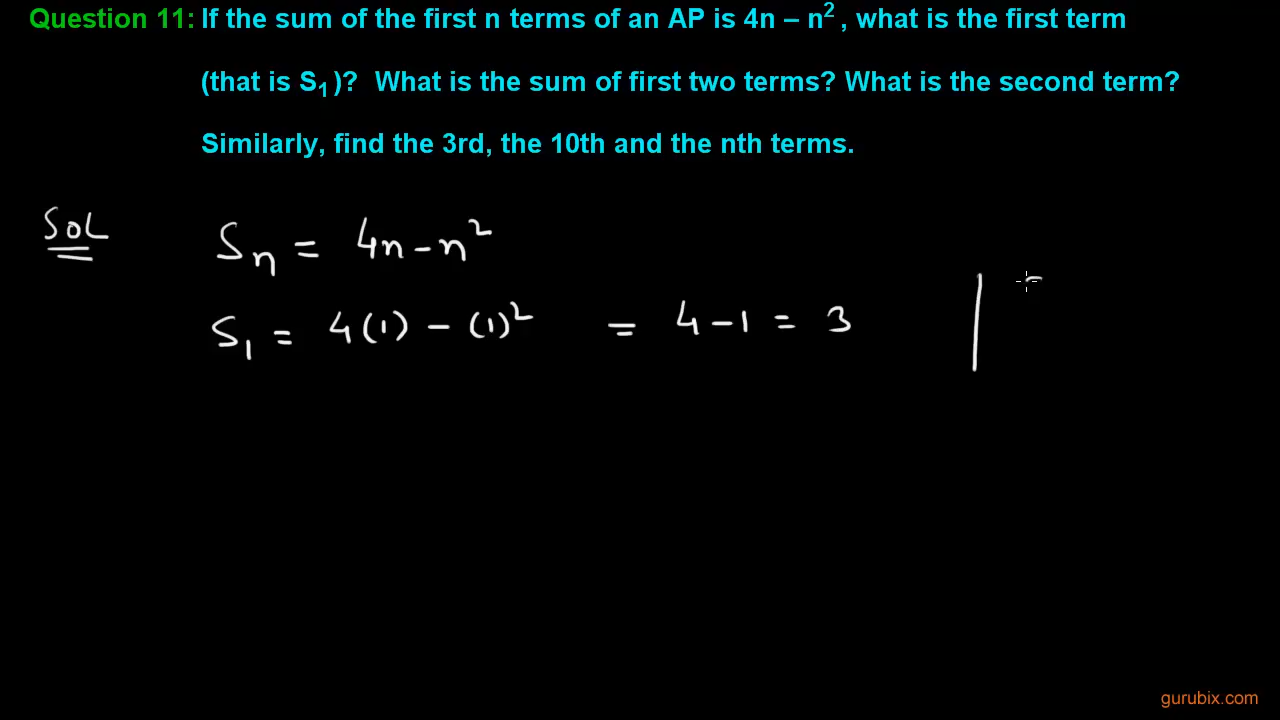 Question 11: If the sum of the first n terms of an AP is 4n – n², what is the first term
(that is S₁)? What is the sum of first two terms? What is the second term?
Similarly, find the 3rd, the 10th and the nth terms.
SOL
Sₙ = 4n - n²
S₁ = 4(1) - (1)² = 4 - 1 = 3
gurubix.com